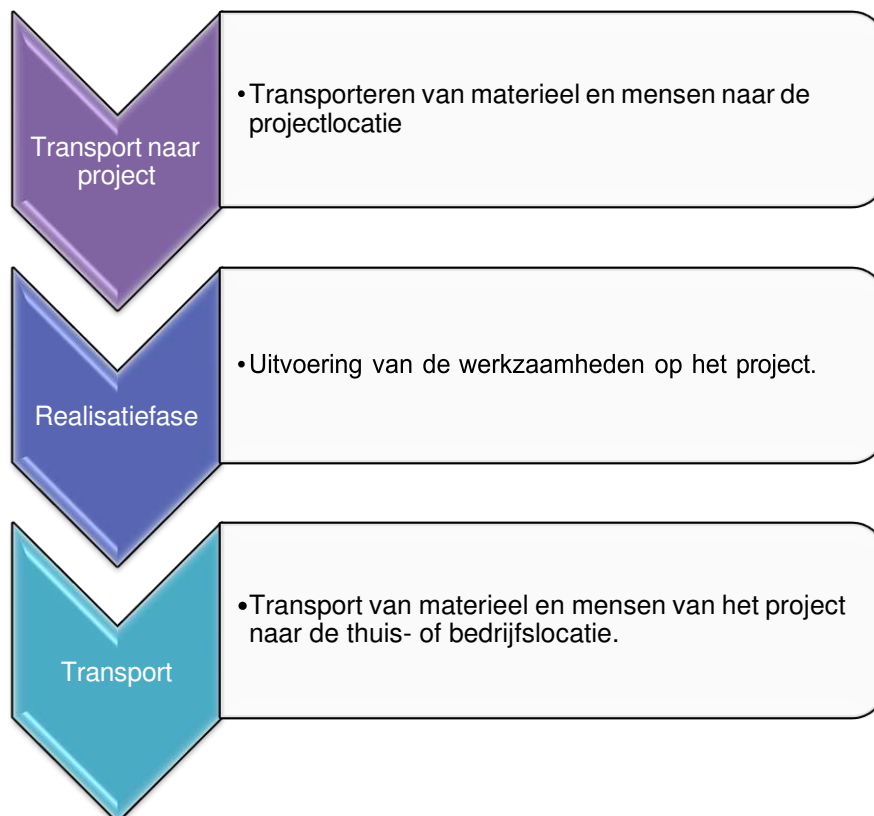 Transport naar
project
•Transporteren van materieel en mensen naar de
projectlocatie
Realisatiefase
•Uitvoering van de werkzaamheden op het project.
Transport
•Transport van materieel en mensen van het project
naar de thuis- of bedrijfslocatie.